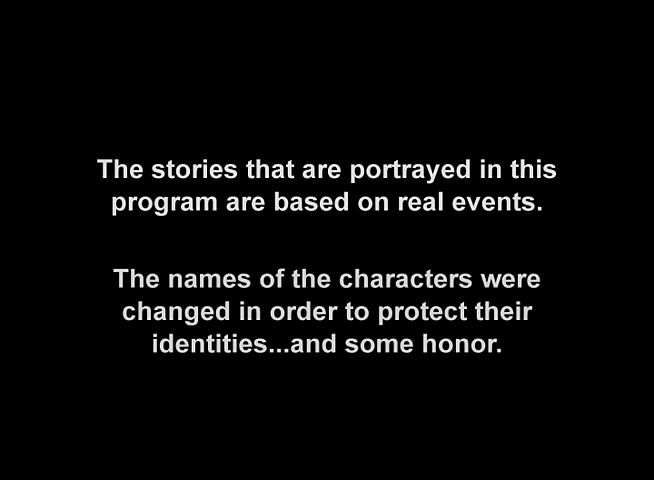 The stories that are portrayed in this
program are based on real events.
The names of the characters were
changed in order to protect their
identities...and some honor.